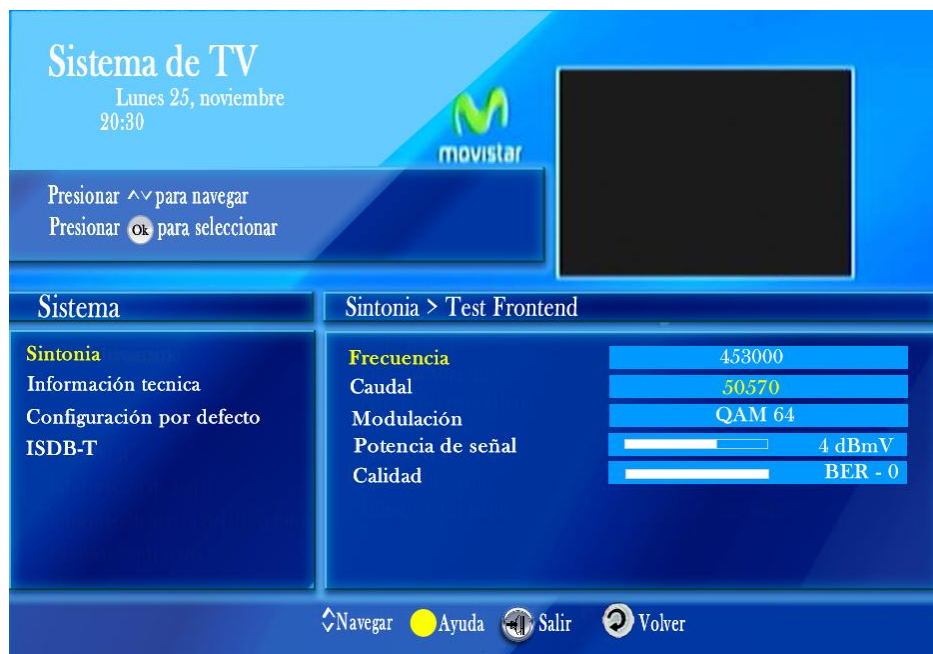 Sistema de TV
Lunes 25, noviembre
20:30
movistar
Presionar ^v para navegar
Presionar Ok para seleccionar
Sistema
Sintonia > Test Frontend
Sintonia
Información tecnica
Configuración por defecto
ISDB-T
Frecuencia 453000
Caudal 50570
Modulación QAM 64
Potencia de señal 4 dBmV
Calidad BER - 0
Navegar Ayuda Salir Volver